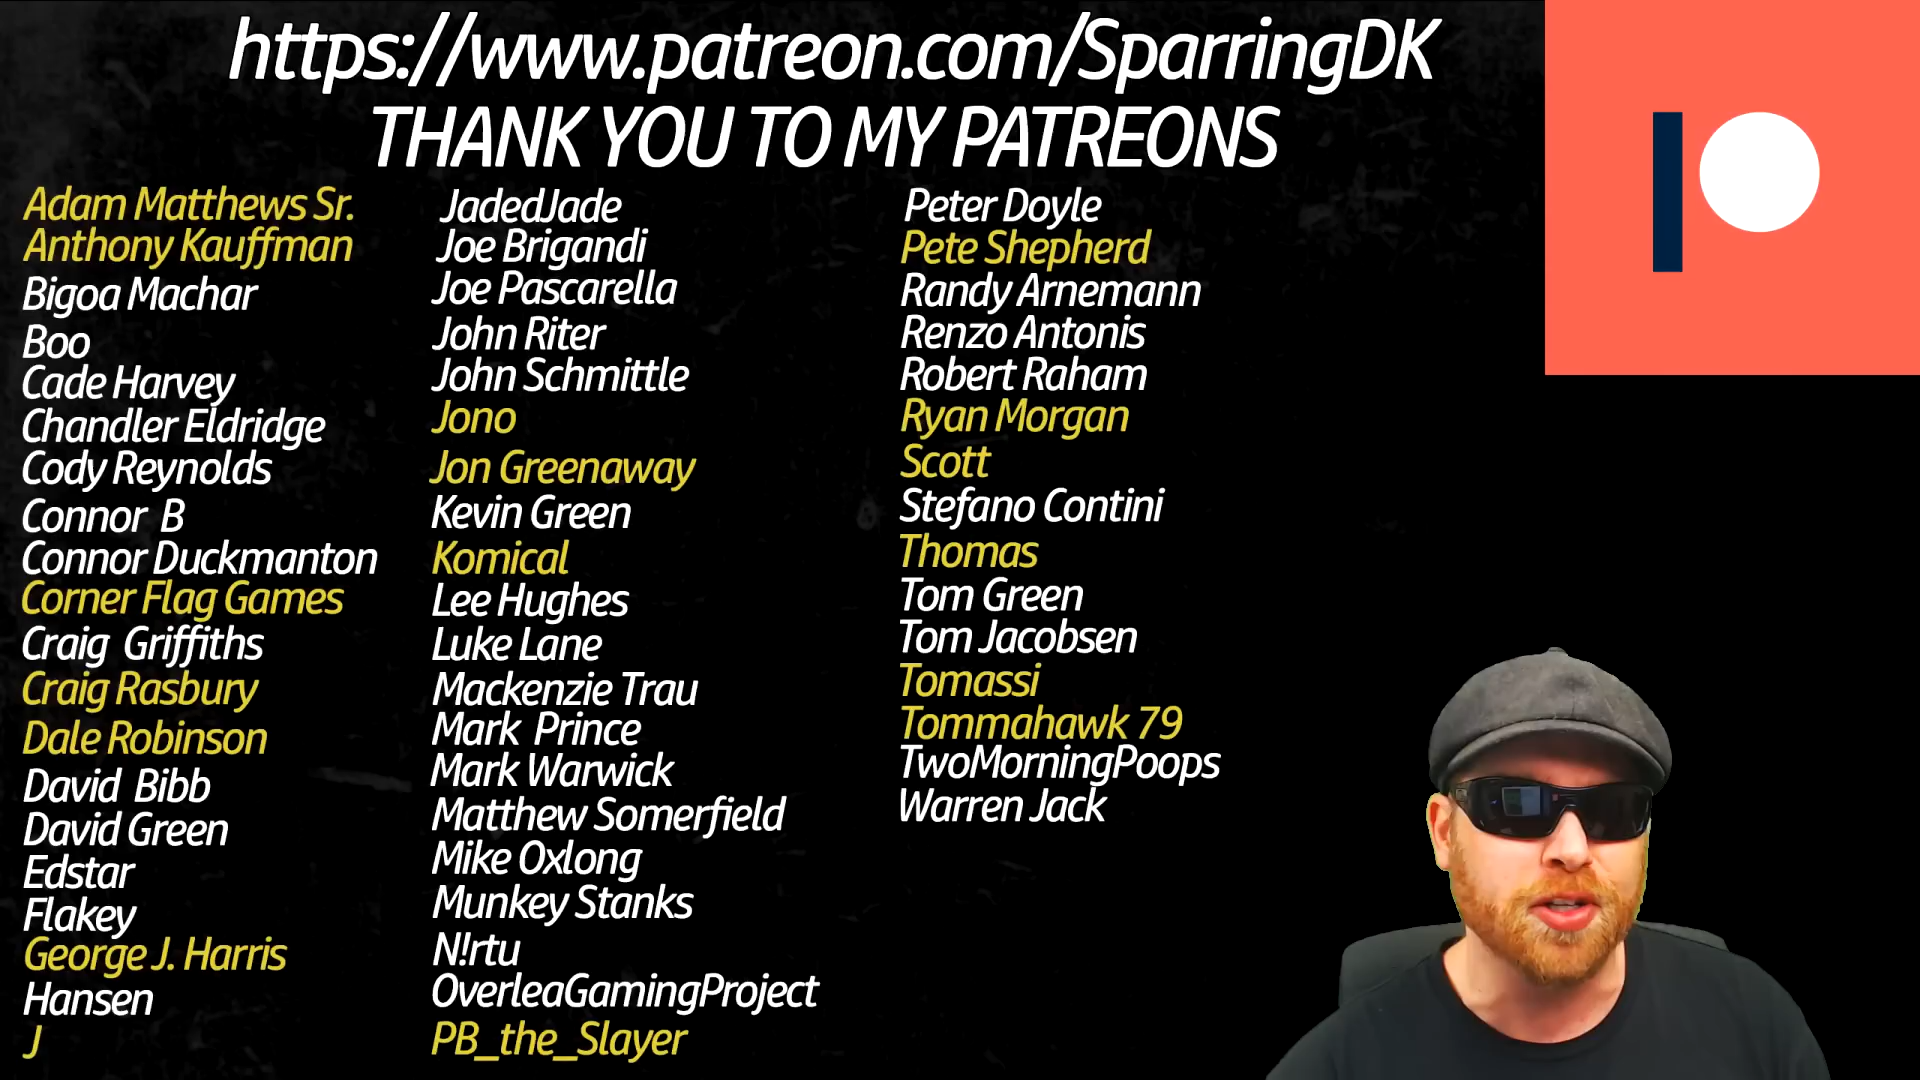 https://www.patreon.com/SparringDK
THANK YOU TO MY PATREONS
Adam Matthews Sr.
Anthony Kauffman
Bigoa Machar
Boo
Cade Harvey
Chandler Eldridge
Cody Reynolds
Connor B
Connor Duckmanton
Corner Flag Games
Craig Griffiths
Craig Rasbury
Dale Robinson
David Bibb
David Green
Edstar
Flakey
George J. Harris
Hansen
J
JadedJade
Joe Brigandi
Joe Pascarella
John Riter
John Schmittle
Jono
Jon Greenaway
Kevin Green
Komical
Lee Hughes
Luke Lane
Mackenzie Trau
Mark Prince
Mark Warwick
Matthew Somerfield
Mike Oxlong
Munkey Stanks
N!rtu
OverleaGamingProject
PB_the_Slayer
Peter Doyle
Pete Shepherd
Randy Arnemann
Renzo Antonis
Robert Raham
Ryan Morgan
Scott
Stefano Contini
Thomas
Tom Green
Tom Jacobsen
Tomassi
Tommahawk 79
TwoMorningPoops
Warren Jack